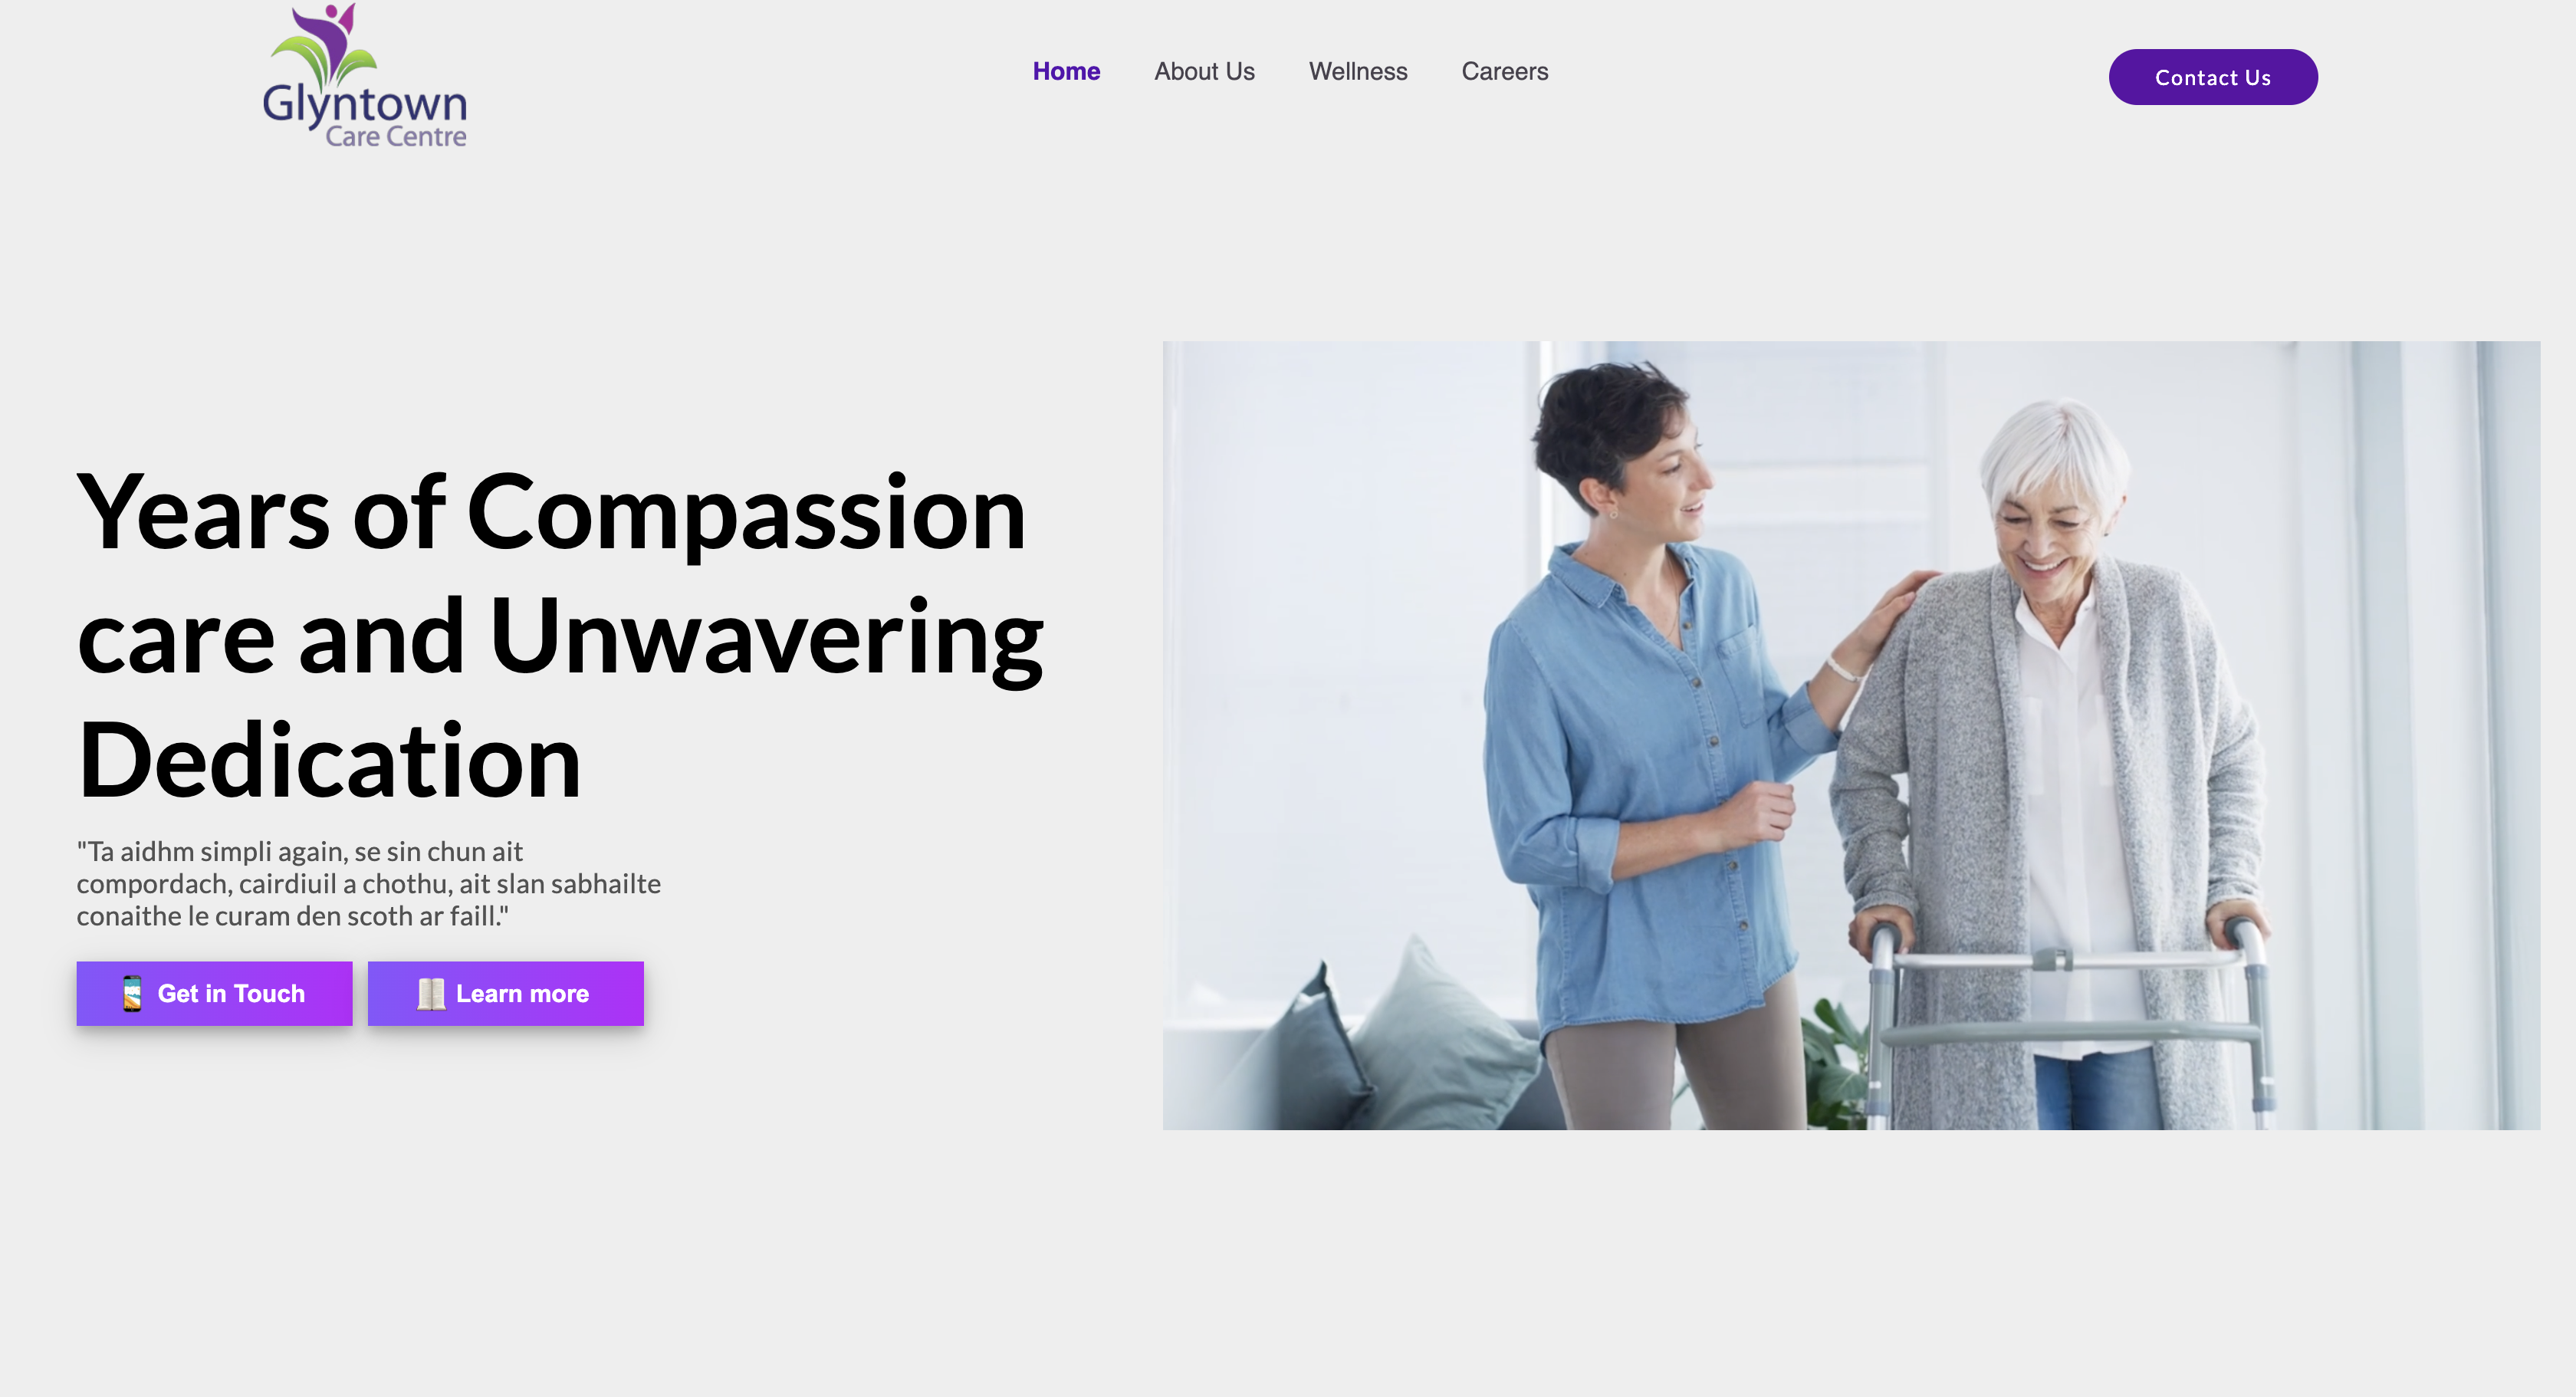 Glyntown
Care Centre
Home
About Us
Wellness
Careers
Contact Us
Years of Compassion
care and Unwavering
Dedication
"Ta aidhm simpli again, se sin chun ait
compordach, cairdiuil a chothu, ait slan sabhailte
conaithe le curam den scoth ar faill."
Get in Touch
Learn more